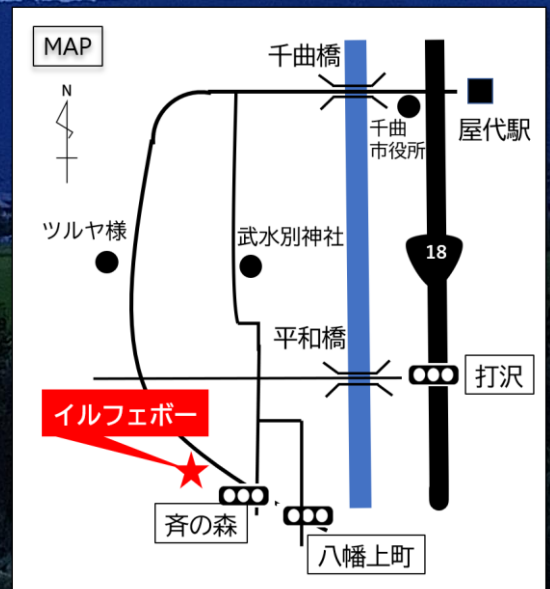 MAP
N
千曲橋
千曲
市役所
屋代駅
ツルヤ様
武水別神社
18
平和橋
打沢
イルフェボー
斉の森
八幡上町